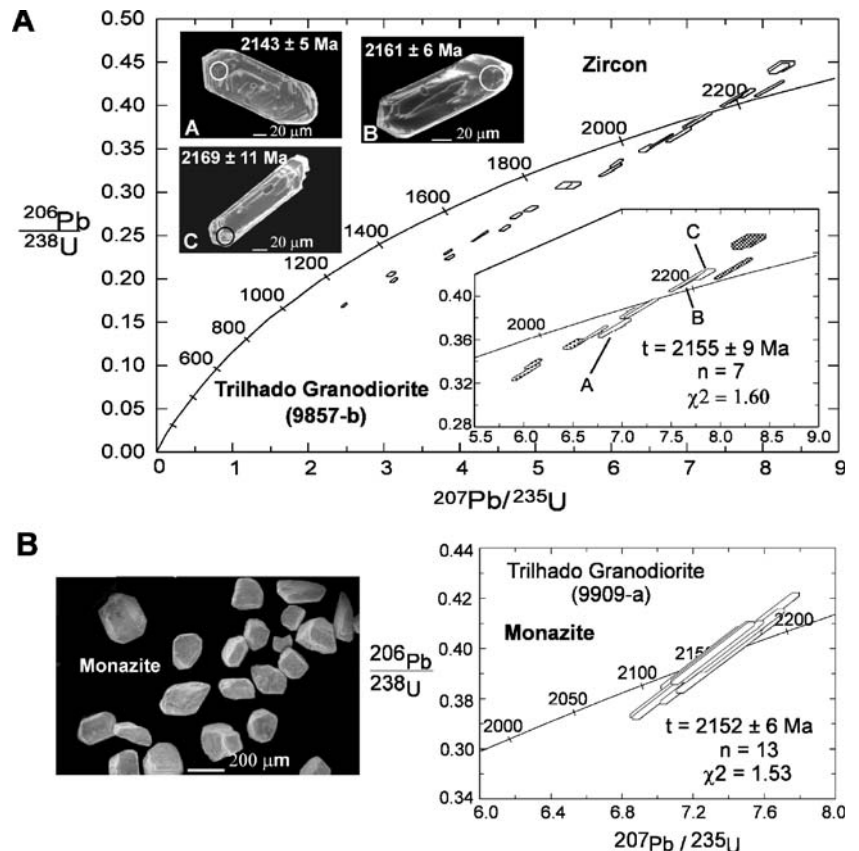 A
0.50
0.45
0.40
0.35
0.30
0.25
0.20
0.15
0.10
0.05
0.00
206Pb
238U
2143 ± 5 Ma
A
20 μm
2161 ± 6 Ma
B
20 μm
2169 ± 11 Ma
C
20 μm
Zircon
600
800
1000
1200
1400
1600
1800
2000
2200
Trilhado Granodiorite
(9857-b)
0.40
0.36
0.32
0.28
2000
2200
A
B
C
t = 2155 ± 9 Ma
n = 7
χ2 = 1.60
5.5 6.0 6.5 7.0 7.5 8.0 8.5 9.0
0 1 2 3 4 5 6 7 8 9
207Pb/235U
B
Monazite
200 μm
206Pb
238U
0.44
0.42
0.40
0.38
0.30
0.34
Trilhado Granodiorite
(9909-a)
Monazite
2000
2050
2100
215
2200
t = 2152 ± 6 Ma
n = 13
χ2 = 1.53
6.0 6.4 6.8 7.2 7.6 8.0
207Pb / 235U